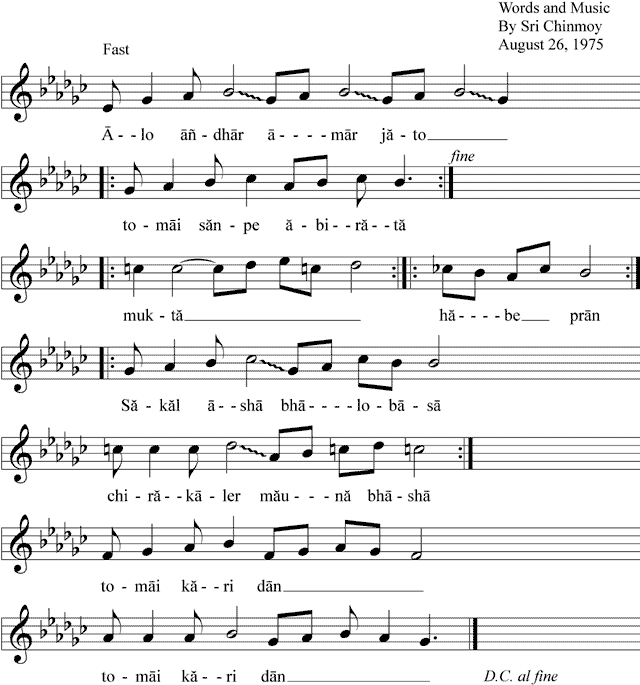 Words and Music
By Sri Chinmoy
August 26, 1975
Fast
Ā - - lo āñ - dhār ā - - - - mār jă - to
fine
to - māi săn - pe ă - bi - - ră - - tă
muk - tă hă - - - - be prān
Să - kăl ā - - shā bhā - - - - lo - bā - sā
chi - ră - - kā - ler mău - - - nă bhā - shā
to - māi kă - - ri dān
to - māi kă - - ri dān
D.C. al fine